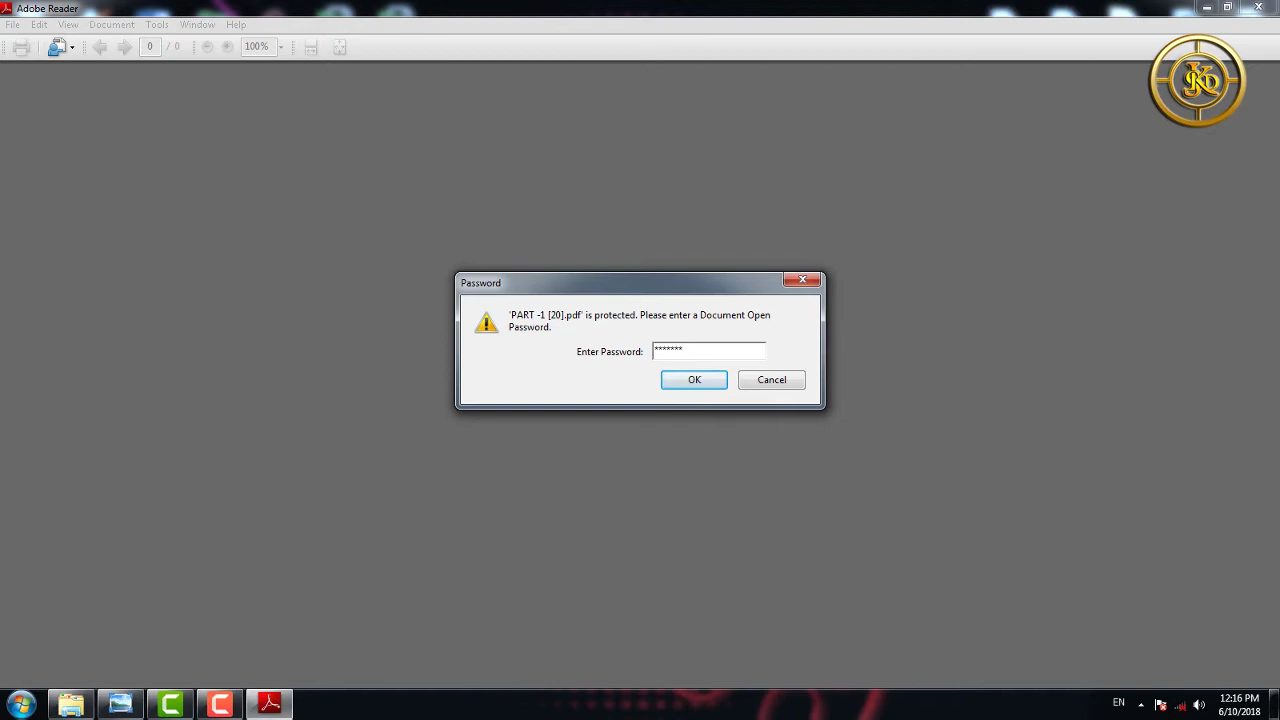 Adobe Reader
File Edit View Document Tools Window Help
0 / 0 100%
JKD
Password
'PART -1 [20].pdf' is protected. Please enter a Document Open
Password.
Enter Password: *******
OK Cancel
EN 12:16 PM
6/10/2018